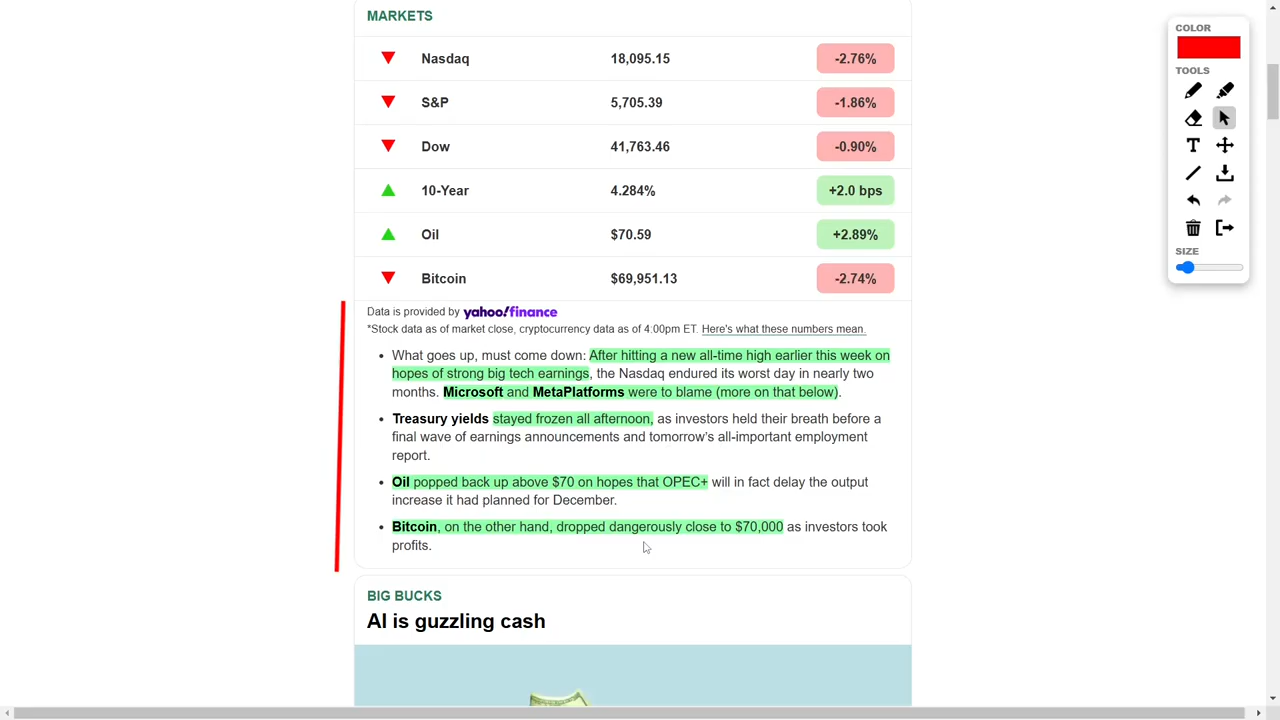 MARKETS
Nasdaq 18,095.15 -2.76%
S&P 5,705.39 -1.86%
Dow 41,763.46 -0.90%
10-Year 4.284% +2.0 bps
Oil $70.59 +2.89%
Bitcoin $69,951.13 -2.74%
Data is provided by yahoo!finance
*Stock data as of market close, cryptocurrency data as of 4:00pm ET. Here's what these numbers mean.
• What goes up, must come down: After hitting a new all-time high earlier this week on
hopes of strong big tech earnings, the Nasdaq endured its worst day in nearly two
months. Microsoft and MetaPlatforms were to blame (more on that below).
• Treasury yields stayed frozen all afternoon, as investors held their breath before a
final wave of earnings announcements and tomorrow's all-important employment
report.
• Oil popped back up above $70 on hopes that OPEC+ will in fact delay the output
increase it had planned for December.
• Bitcoin, on the other hand, dropped dangerously close to $70,000 as investors took
profits.
BIG BUCKS
AI is guzzling cash
COLOR
TOOLS
T
SIZE